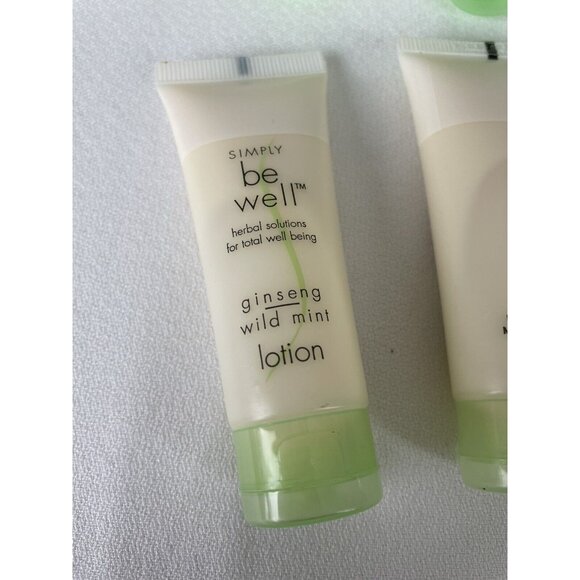 SIMPLY
be
well™
herbal solutions
for total well being
ginseng
wild mint
lotion